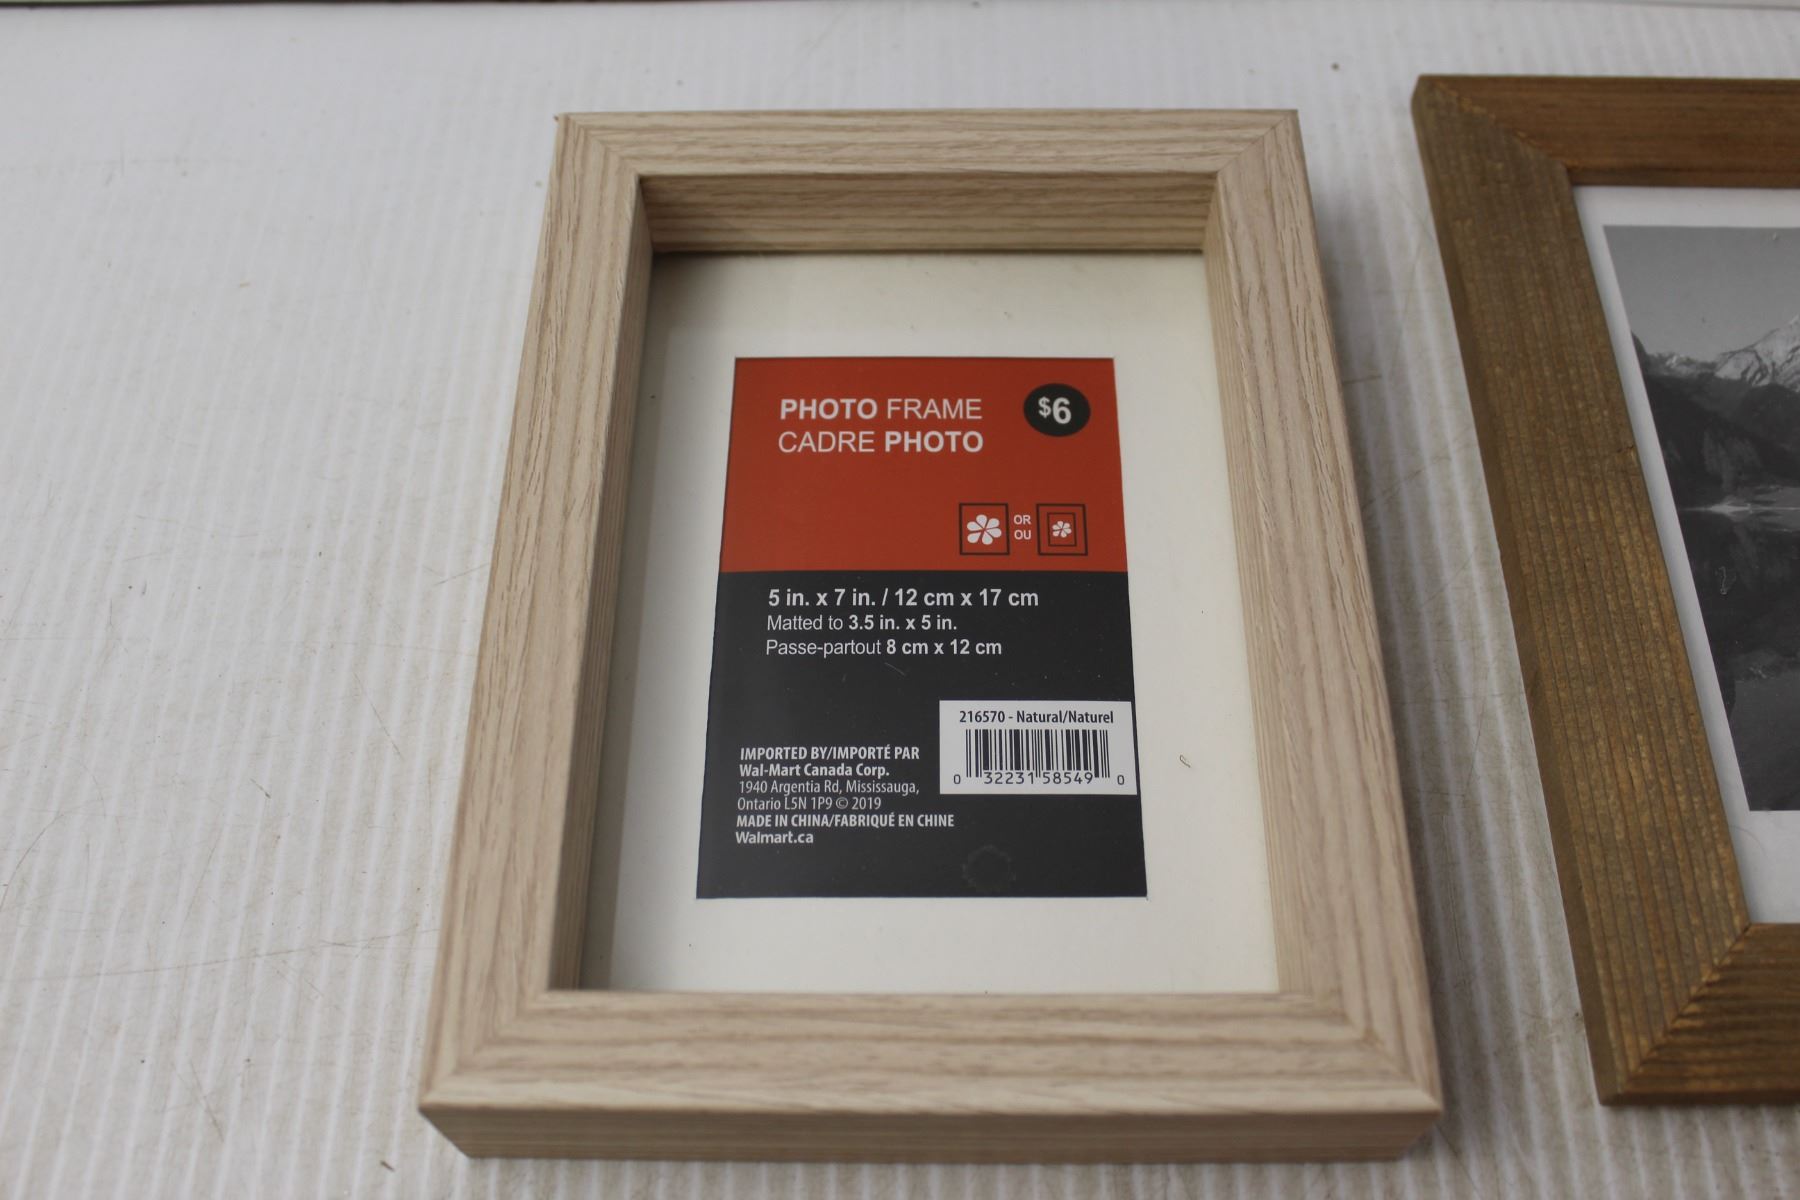 PHOTO FRAME
CADRE PHOTO
$6
OR
OU
5 in. x 7 in. / 12 cm x 17 cm
Matted to 3.5 in. x 5 in.
Passe-partout 8 cm x 12 cm
216570 - Natural/Naturel
0 32231 58549 0
IMPORTED BY/IMPORTÉ PAR
Wal-Mart Canada Corp.
1940 Argentia Rd, Mississauga,
Ontario L5N 1P9 © 2019
MADE IN CHINA/FABRIQUÉ EN CHINE
Walmart.ca